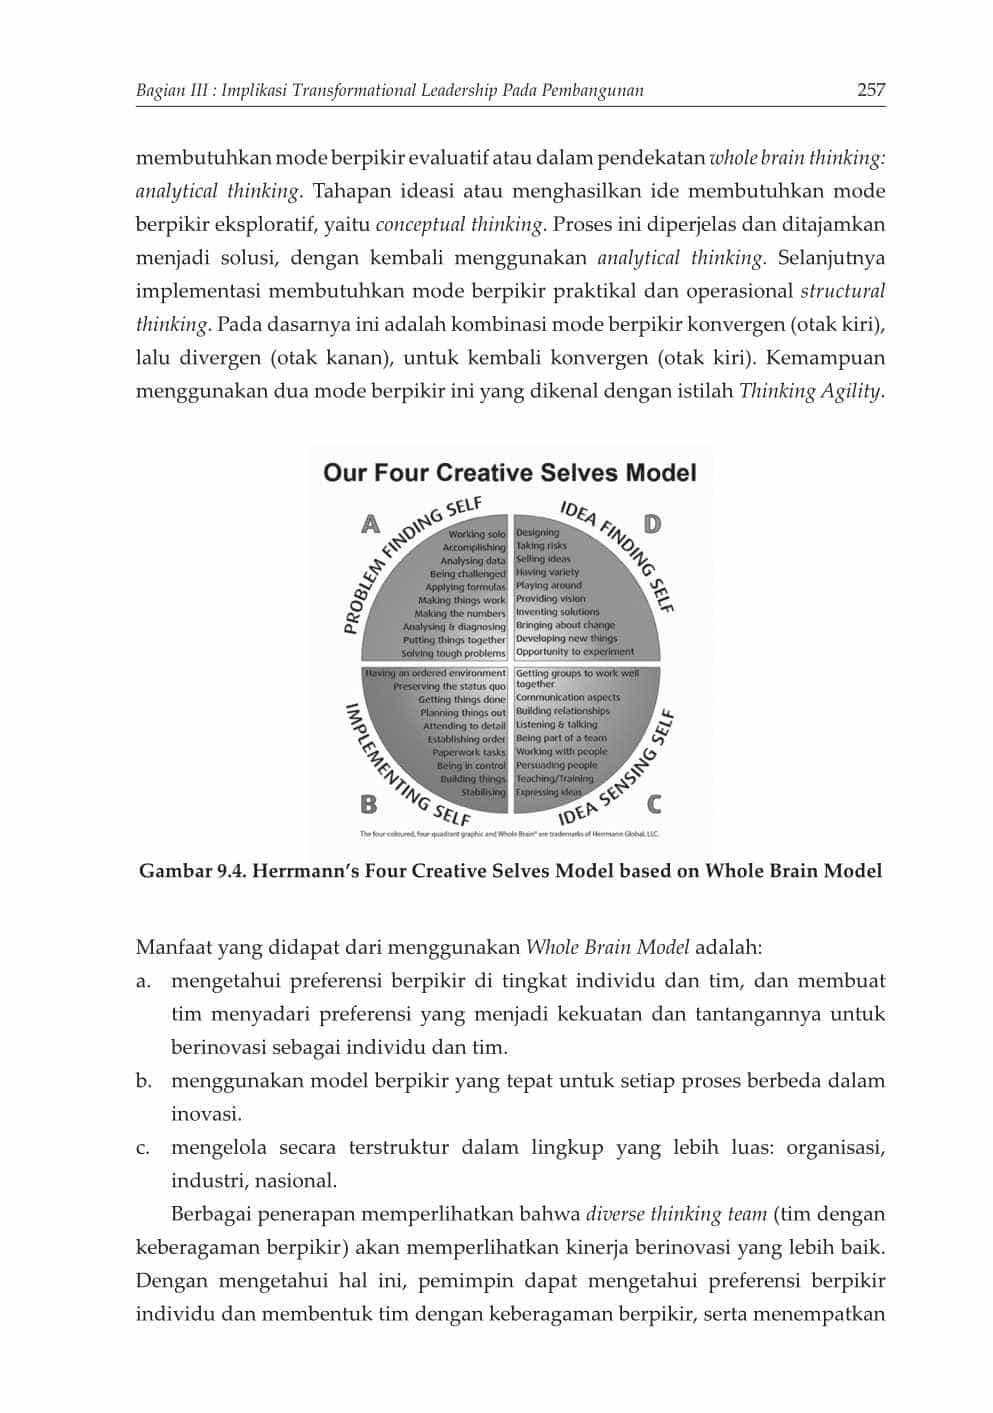 Bagian III : Implikasi Transformational Leadership Pada Pembangunan 257
membutuhkan mode berpikir evaluatif atau dalam pendekatan whole brain thinking:
analytical thinking. Tahapan ideasi atau menghasilkan ide membutuhkan mode
berpikir eksploratif, yaitu conceptual thinking. Proses ini diperjelas dan ditajamkan
menjadi solusi, dengan kembali menggunakan analytical thinking. Selanjutnya
implementasi membutuhkan mode berpikir praktikal dan operasional structural
thinking. Pada dasarnya ini adalah kombinasi mode berpikir konvergen (otak kiri),
lalu divergen (otak kanan), untuk kembali konvergen (otak kiri). Kemampuan
menggunakan dua mode berpikir ini yang dikenal dengan istilah Thinking Agility.
Our Four Creative Selves Model
A
PROBLEM FINDING SELF
Working solo
Accomplishing
Analysing data
Being challenged
Applying formulas
Making things work
Making the numbers
Analysing & diagnosing
Putting things together
Solving tough problems
D
IDEA FINDING SELF
Designing
Taking risks
Selling ideas
Having variety
Playing around
Providing vision
Inventing solutions
Bringing about change
Developing new things
Opportunity to experiment
Having an ordered environment
Preserving the status quo
Getting things done
Planning things out
Attending to detail
Establishing order
Paperwork tasks
Being in control
Building things
Stabilising
IMPLEMENTING SELF
B
Getting groups to work well
together
Communication aspects
Building relationships
Listening & talking
Being part of a team
Working with people
Persuading people
Teaching/Training
Expressing ideas
IDEA SENSING SELF
C
The four-coloured, four-quadrant graphic and Whole Brain® are trademarks of Herrmann Global, LLC.
Gambar 9.4. Herrmann's Four Creative Selves Model based on Whole Brain Model
Manfaat yang didapat dari menggunakan Whole Brain Model adalah:
a. mengetahui preferensi berpikir di tingkat individu dan tim, dan membuat
tim menyadari preferensi yang menjadi kekuatan dan tantangannya untuk
berinovasi sebagai individu dan tim.
b. menggunakan model berpikir yang tepat untuk setiap proses berbeda dalam
inovasi.
c. mengelola secara terstruktur dalam lingkup yang lebih luas: organisasi,
industri, nasional.
Berbagai penerapan memperlihatkan bahwa diverse thinking team (tim dengan
keberagaman berpikir) akan memperlihatkan kinerja berinovasi yang lebih baik.
Dengan mengetahui hal ini, pemimpin dapat mengetahui preferensi berpikir
individu dan membentuk tim dengan keberagaman berpikir, serta menempatkan